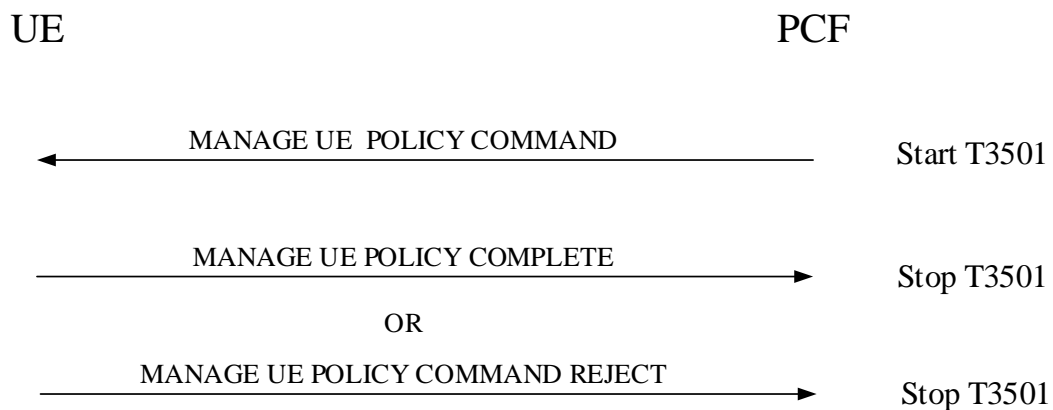 UE PCF
MANAGE UE POLICY COMMAND Start T3501
MANAGE UE POLICY COMPLETE Stop T3501
OR
MANAGE UE POLICY COMMAND REJECT Stop T3501